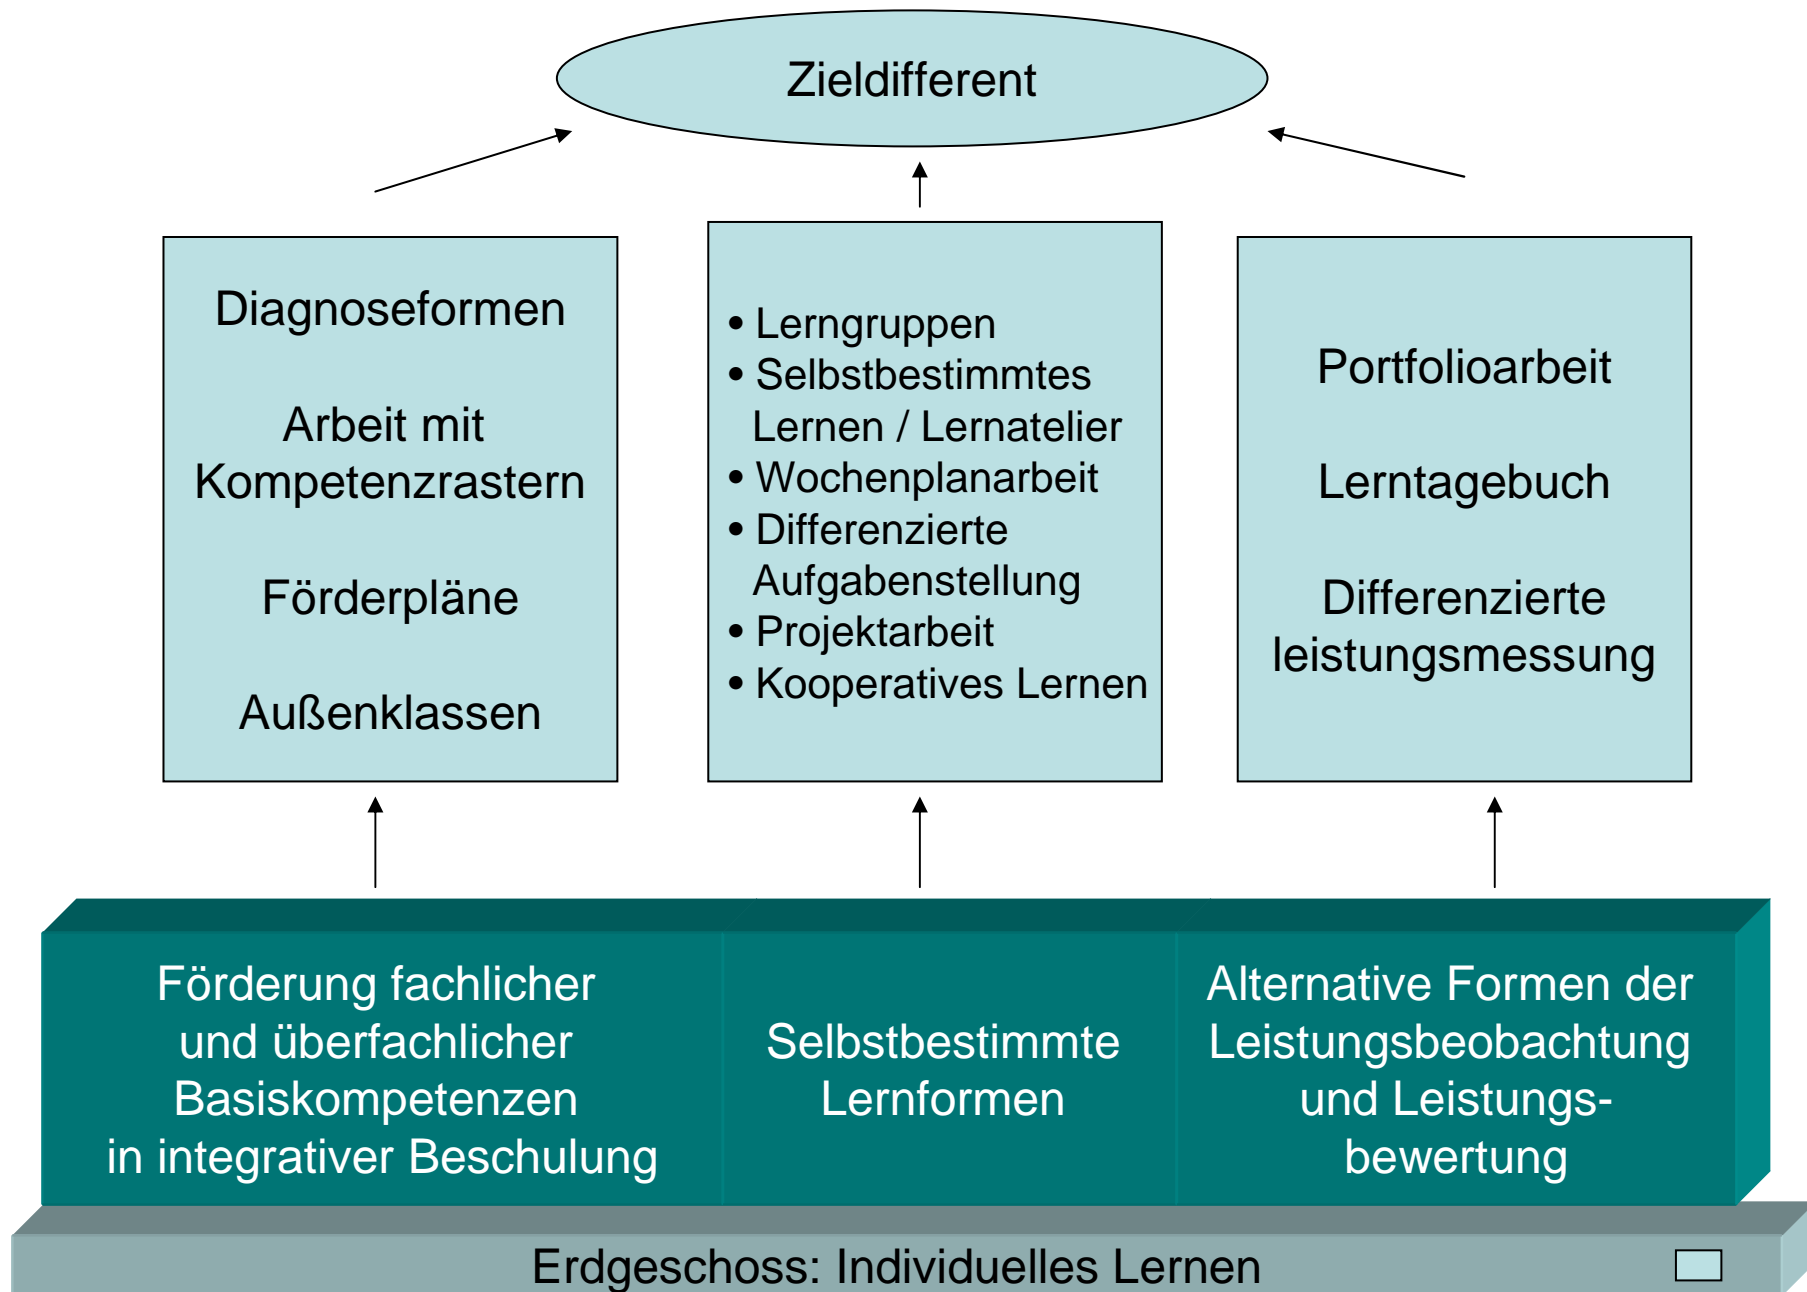 Zieldifferent
Diagnoseformen
Arbeit mit
Kompetenzrastern
Förderpläne
Außenklassen
• Lerngruppen
• Selbstbestimmtes
Lernen / Lernatelier
• Wochenplanarbeit
• Differenzierte
Aufgabenstellung
• Projektarbeit
• Kooperatives Lernen
Portfolioarbeit
Lerntagebuch
Differenzierte
leistungsmessung
Förderung fachlicher
und überfachlicher
Basiskompetenzen
in integrativer Beschulung
Selbstbestimmte
Lernformen
Alternative Formen der
Leistungsbeobachtung
und Leistungs-
bewertung
Erdgeschoss: Individuelles Lernen